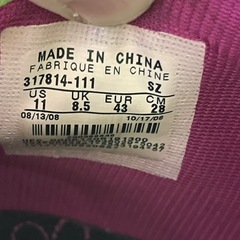 MADE IN CHINA
FABRIQUE EN CHINE
317814-111 SZ
US UK EUR CM
11 8.5 43 28
08/13/08 10/17/08